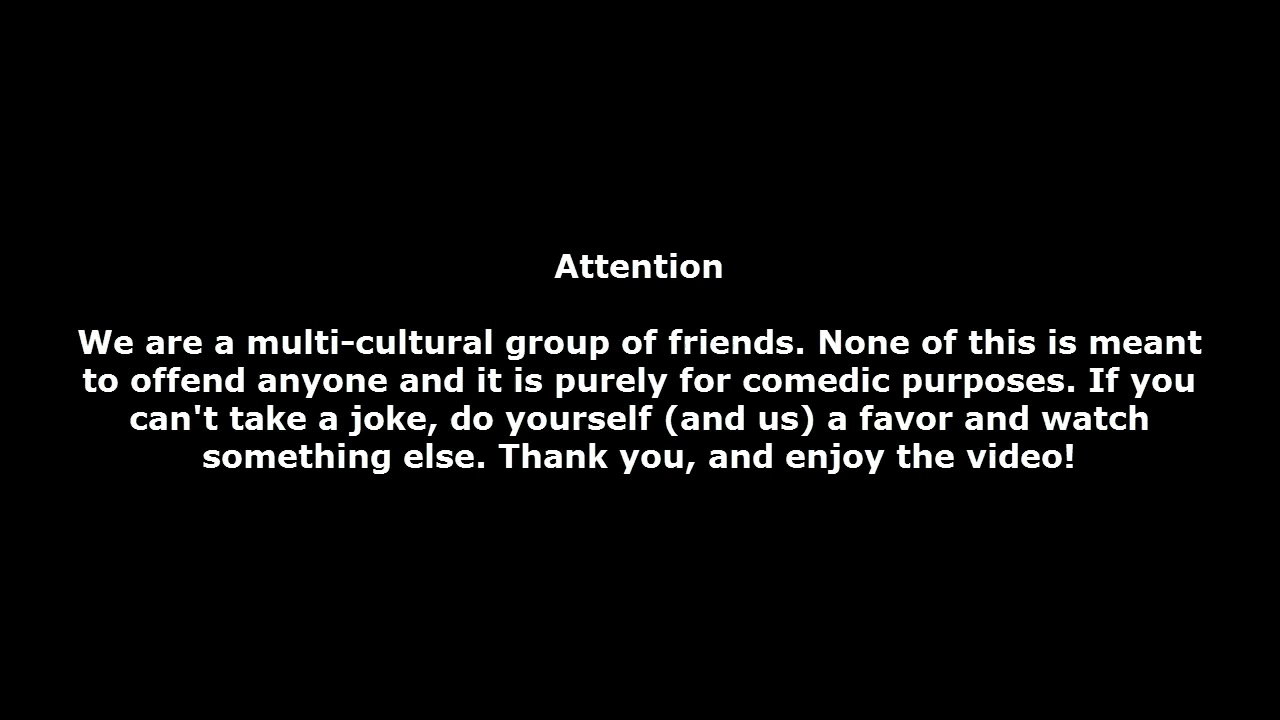 Attention
We are a multi-cultural group of friends. None of this is meant
to offend anyone and it is purely for comedic purposes. If you
can't take a joke, do yourself (and us) a favor and watch
something else. Thank you, and enjoy the video!